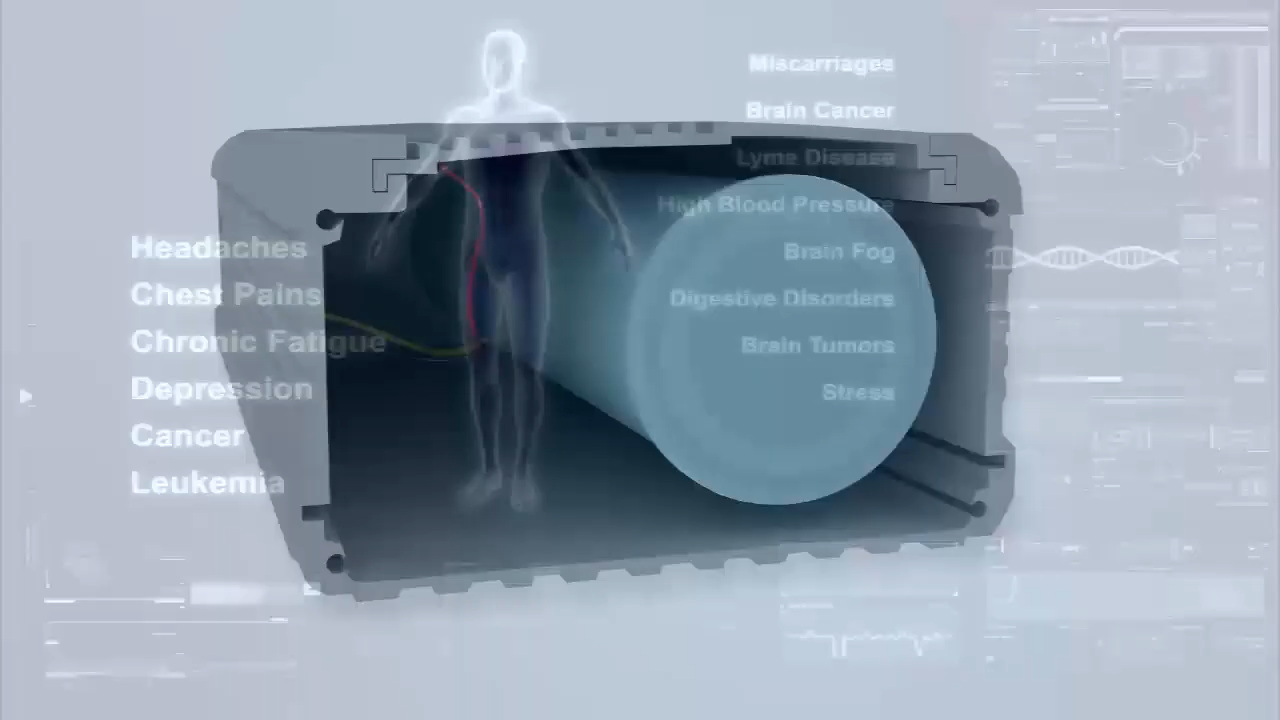 Headaches
Chest Pains
Chronic Fatigue
Depression
Cancer
Leukemia
Miscarriages
Brain Cancer
Lyme Disease
High Blood Pressure
Brain Fog
Digestive Disorders
Brain Tumors
Stress